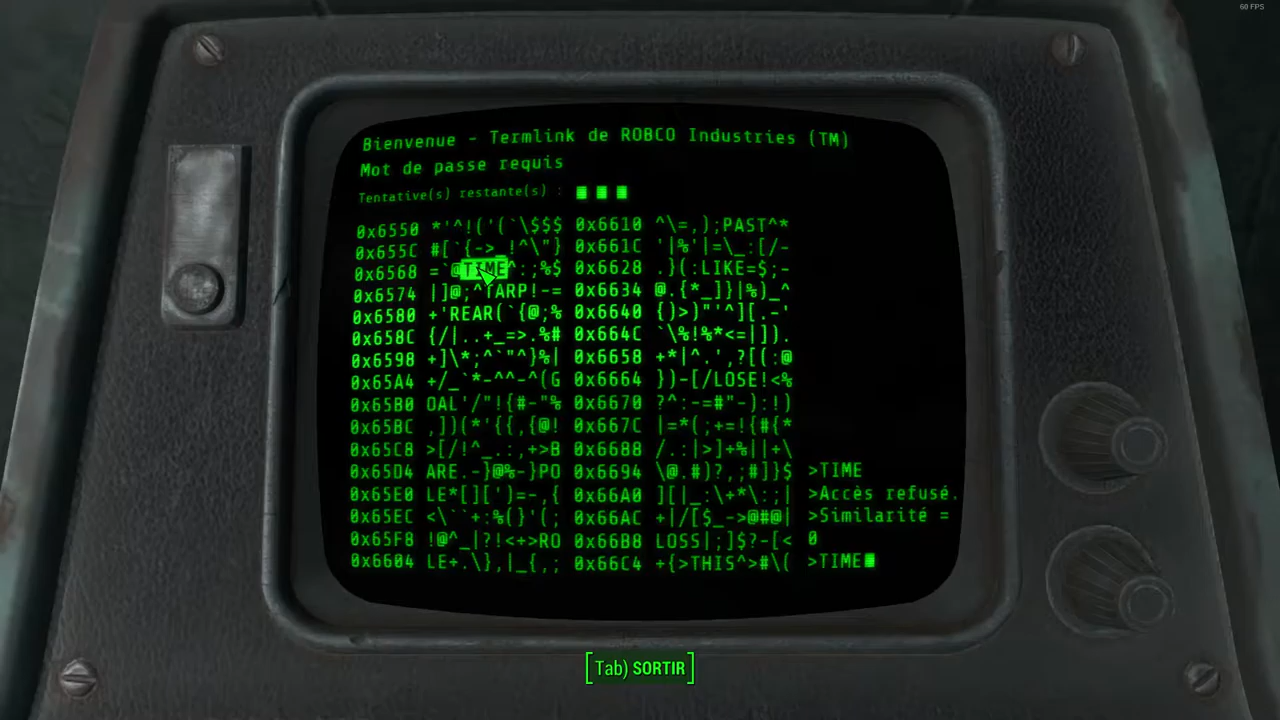 60 FPS
Bienvenue - Termlink de ROBCO Industries (TM)
Mot de passe requis
Tentative(s) restante(s) :
0x6550 *'^!('(`\$$$ 0x6610 ^\=,);PAST^*
0x655C #[`{->_!^\"} 0x661C '|%'|=\_:[/-
0x6568 =`@TIME^:;%$ 0x6628 .}(:LIKE=$;-
0x6574 |]@;^TARP!-= 0x6634 @.{*_]}|%)_^
0x6580 +'REAR(`{@;% 0x6640 {)>)"'^][.-'
0x658C {/|..+_=>.%# 0x664C `\%!%*<=|]).
0x6598 +]\*;^`"^}%| 0x6658 +*|^.',?[(:@
0x65A4 +/_`*-^^-^(G 0x6664 })-[/LOSE!<%
0x65B0 OAL'/"!{#-"% 0x6670 ?^:-=#"-):!)
0x65BC ,])(*'{{,{@! 0x667C |=*(;+=!{#{*
0x65C8 >[/!^_.:,+>B 0x6688 /.:|>]+%||+\
0x65D4 ARE.-}@%-}PO 0x6694 \@.#)?,;#]}$ >TIME
0x65E0 LE*[][')=-,{ 0x66A0 ][|_:\+*\:;| >Accès refusé.
0x65EC <\``+:%(}'(; 0x66AC +|/[$_->@#@| >Similarité =
0x65F8 !@^_|?!<+>RO 0x66B8 LOSS|;]$?-[< 0
0x6604 LE+.\},|_{,; 0x66C4 +{>THIS^>#\( >TIME
Tab) SORTIR